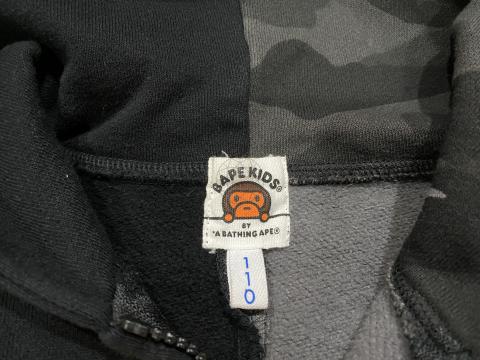 BAPE KIDS®
BY
*A BATHING APE®
110